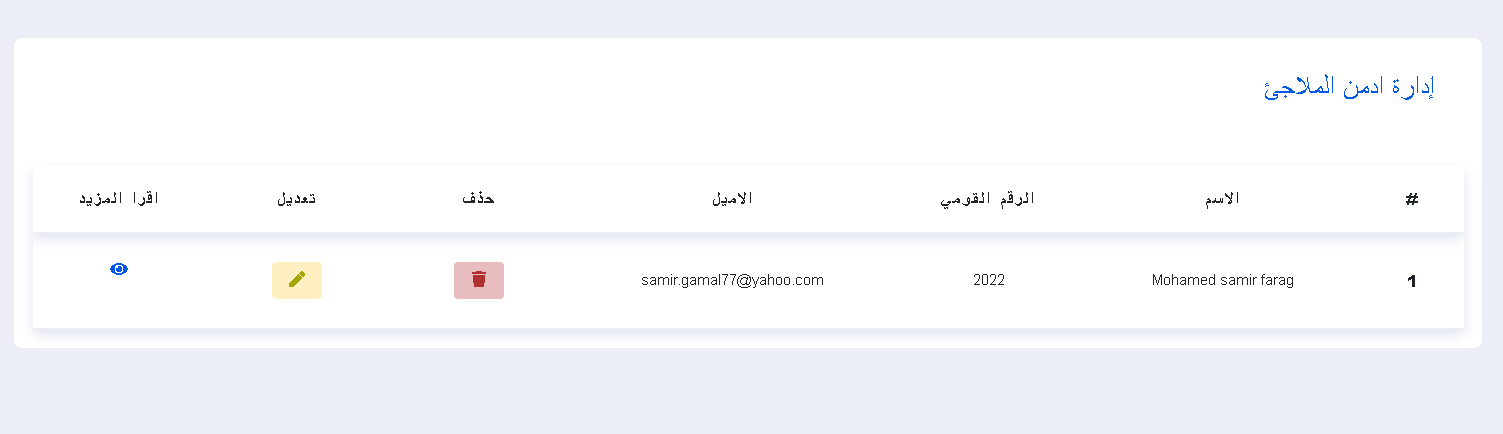 إدارة ادمن الملاجئ
# الاسم الرقم القومي الاميل حذف تعديل اقرا المزيد
1 Mohamed samir farag 2022 samir.gamal77@yahoo.com